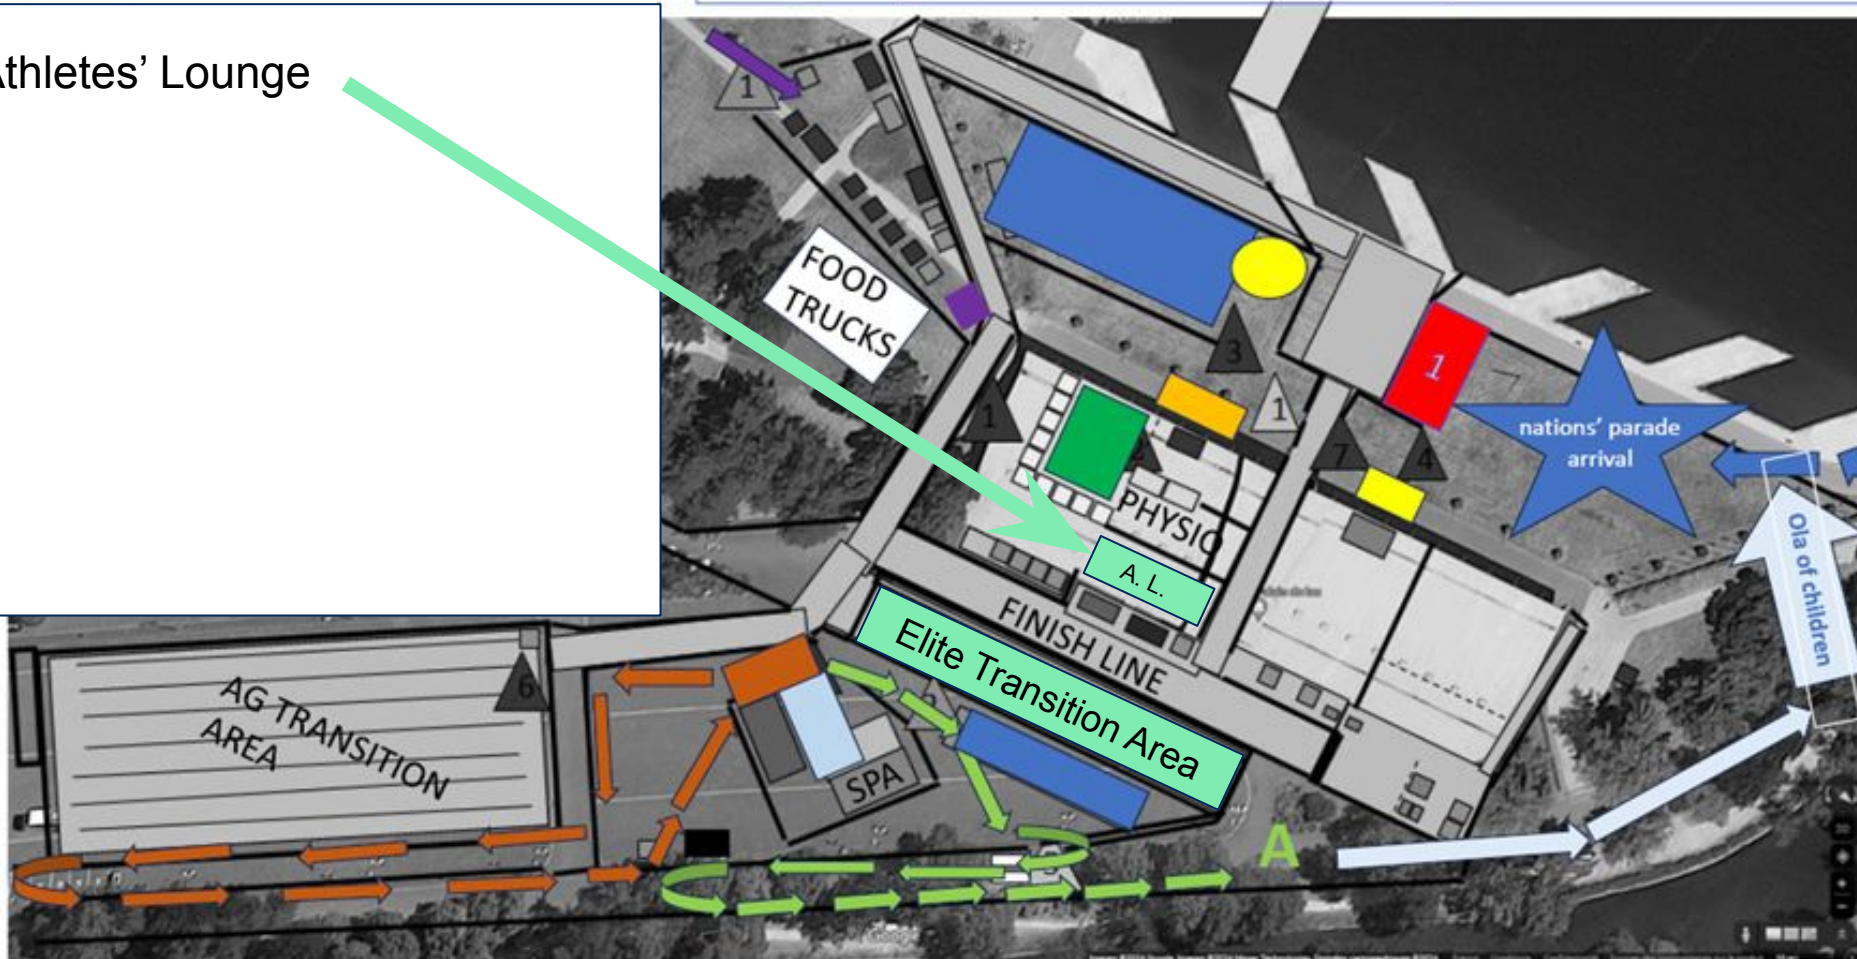 Athletes' Lounge
1
FOOD
TRUCKS
3
1
1
1
nations' parade
arrival
7
4
PHYSIO
A. L.
Ola of children
FINISH LINE
Elite Transition Area
6
AG TRANSITION
AREA
SPA
A
Google